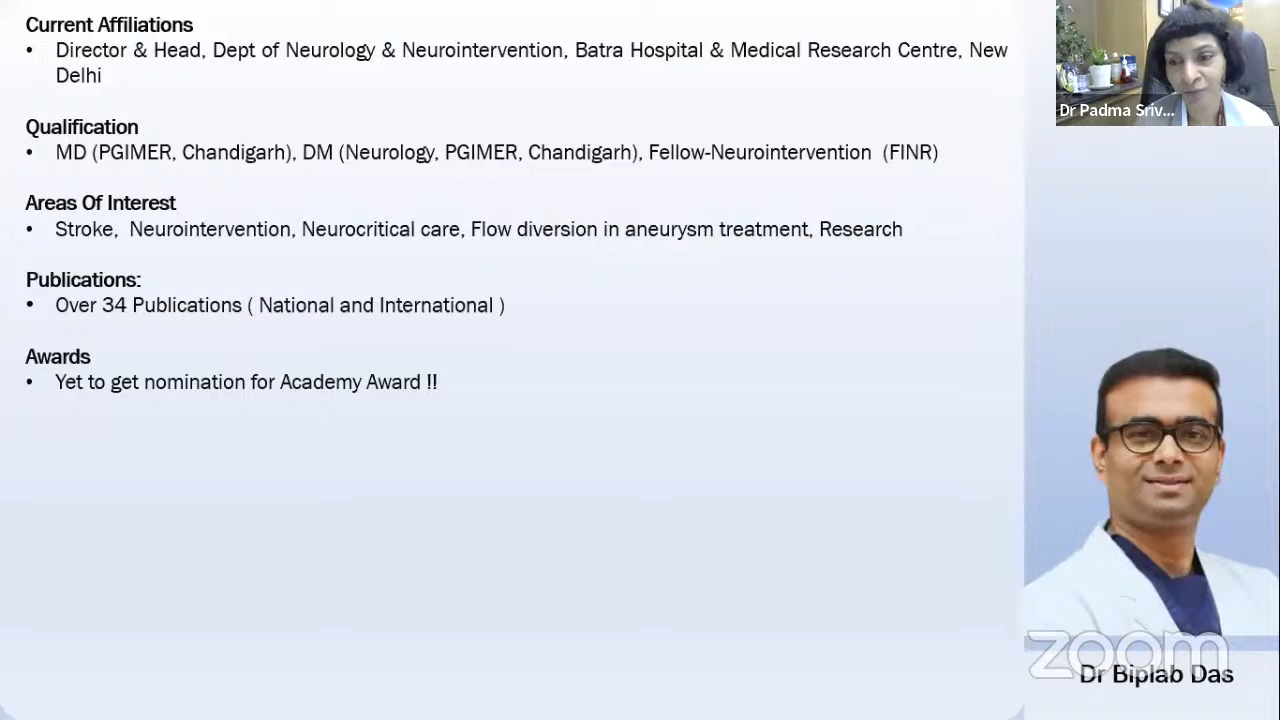 Current Affiliations
• Director & Head, Dept of Neurology & Neurointervention, Batra Hospital & Medical Research Centre, New
Delhi
Qualification
• MD (PGIMER, Chandigarh), DM (Neurology, PGIMER, Chandigarh), Fellow-Neurointervention (FINR)
Areas Of Interest
• Stroke, Neurointervention, Neurocritical care, Flow diversion in aneurysm treatment, Research
Publications:
• Over 34 Publications ( National and International )
Awards
• Yet to get nomination for Academy Award !!
Dr Padma Sriv...
zoom
Dr Biplab Das